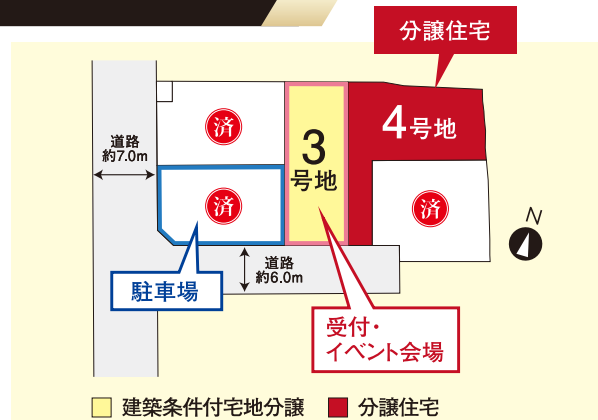 分譲住宅
済
3
号地
4号地
道路
約7.0m
済
済
N
道路
約6.0m
駐車場
受付・
イベント会場
建築条件付宅地分譲
分譲住宅